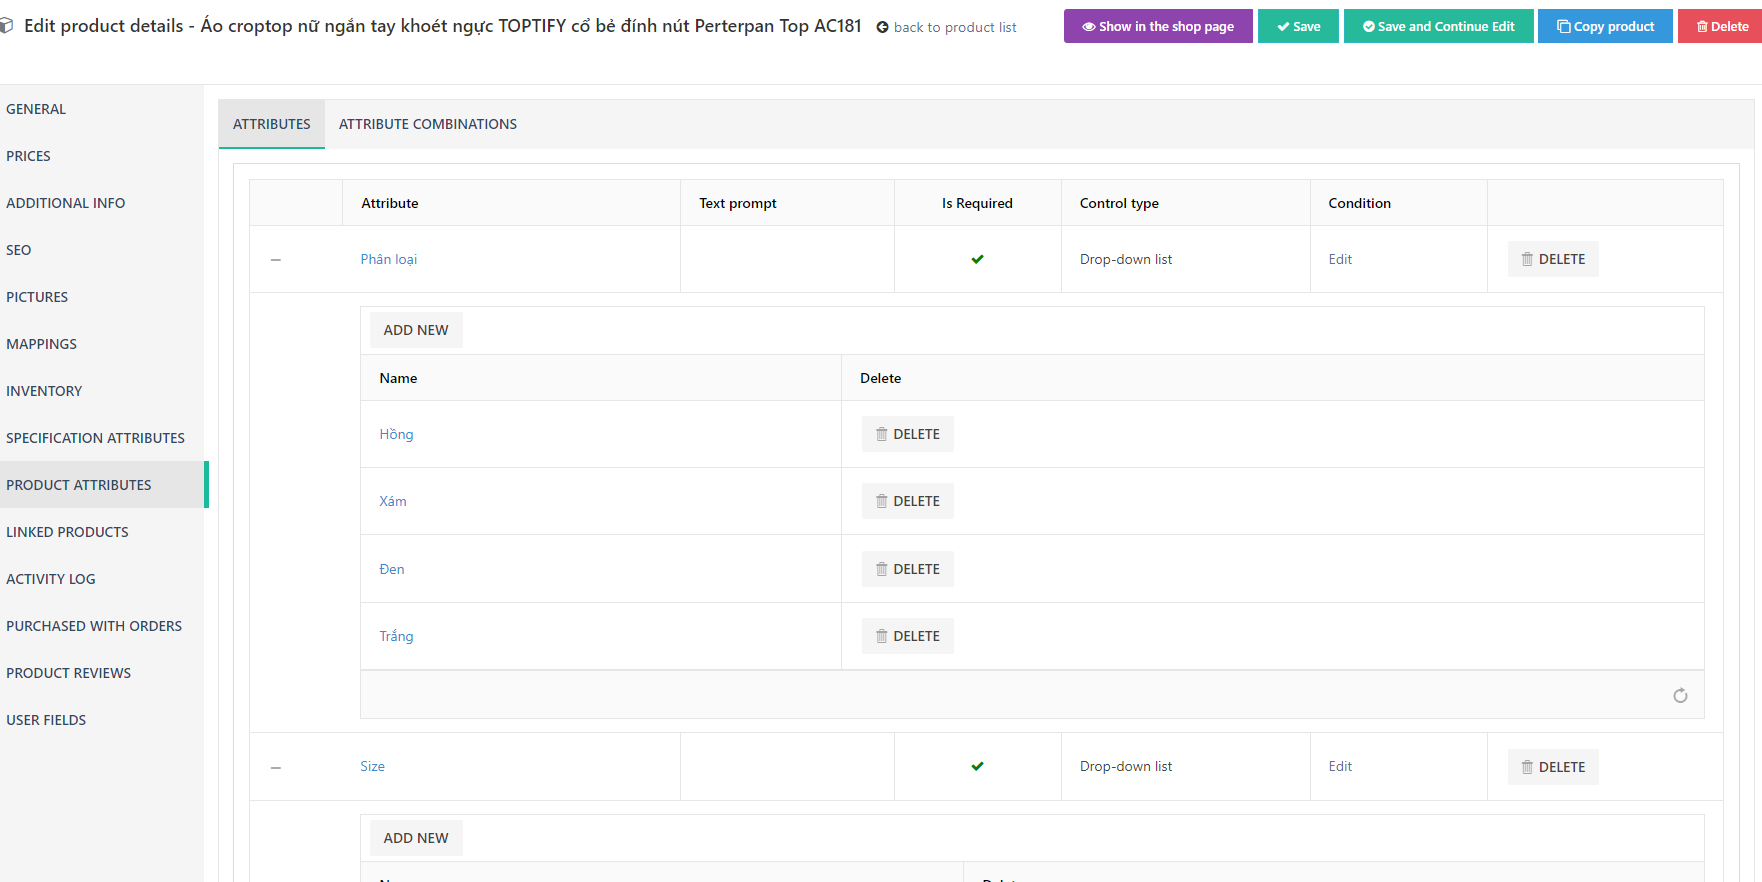 Edit product details - Áo croptop nữ ngắn tay khoét ngực TOPTIFY cổ bẻ đính nút Perterpan Top AC181 back to product list Show in the shop page Save Save and Continue Edit Copy product Delete
GENERAL
PRICES
ADDITIONAL INFO
SEO
PICTURES
MAPPINGS
INVENTORY
SPECIFICATION ATTRIBUTES
PRODUCT ATTRIBUTES
LINKED PRODUCTS
ACTIVITY LOG
PURCHASED WITH ORDERS
PRODUCT REVIEWS
USER FIELDS
ATTRIBUTES ATTRIBUTE COMBINATIONS
Attribute Text prompt Is Required Control type Condition
Phân loại Drop-down list Edit DELETE
ADD NEW
Name Delete
Hồng DELETE
Xám DELETE
Đen DELETE
Trắng DELETE
Size Drop-down list Edit DELETE
ADD NEW